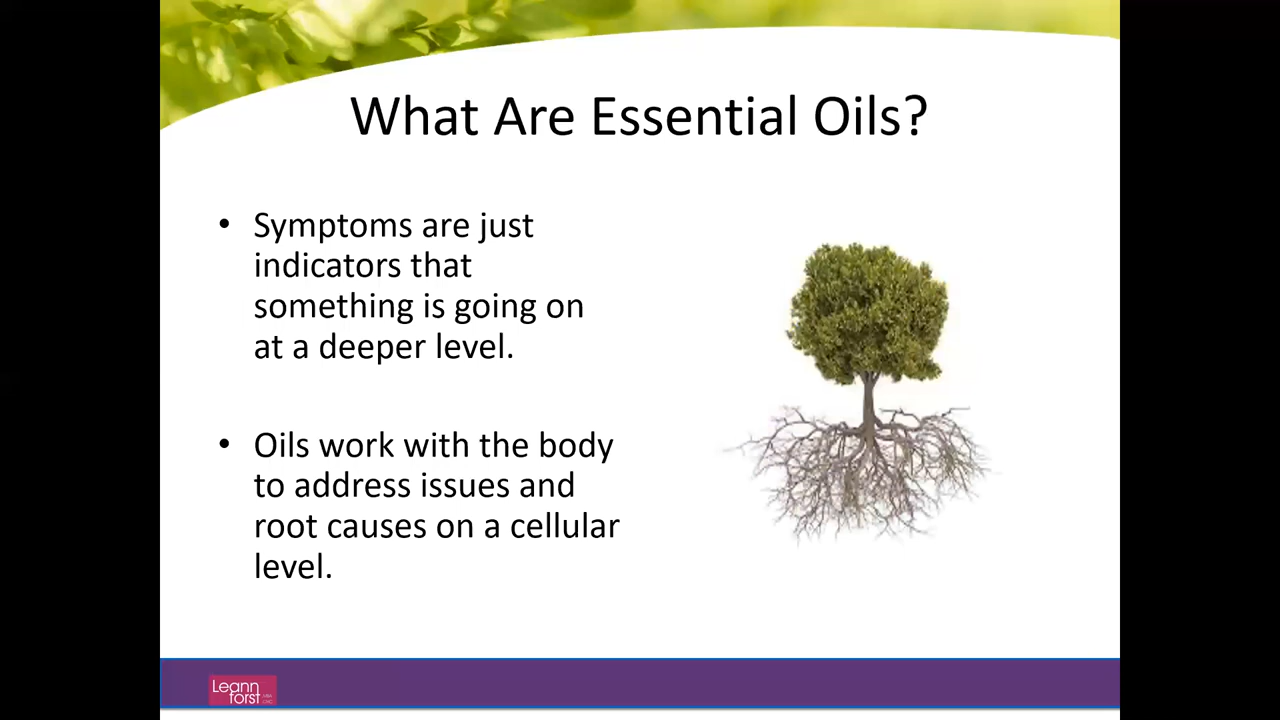 What Are Essential Oils?
• Symptoms are just
indicators that
something is going on
at a deeper level.
• Oils work with the body
to address issues and
root causes on a cellular
level.
Leann
forst